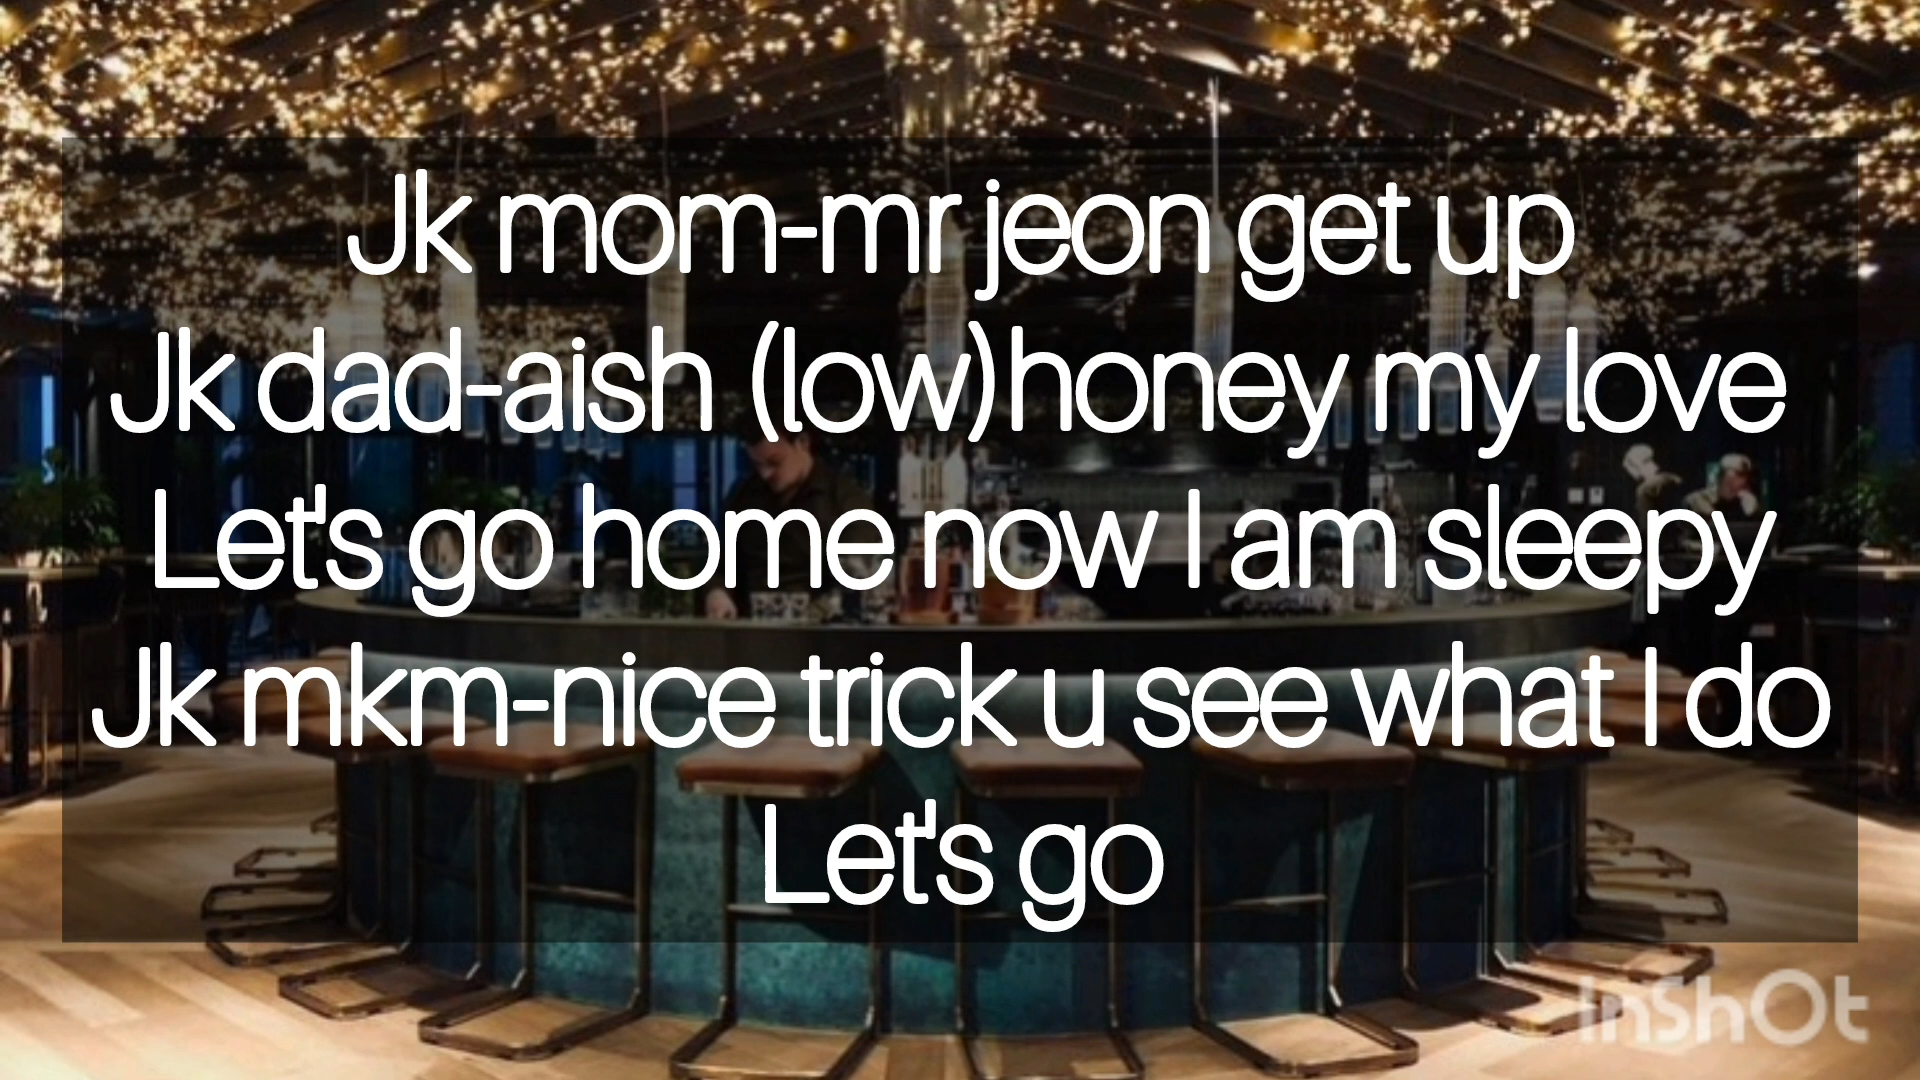 Jk mom-mr jeon get up
Jk dad-aish (low)honey my love
Let's go home now I am sleepy
Jk mkm-nice trick u see what I do
Let's go
InShOt